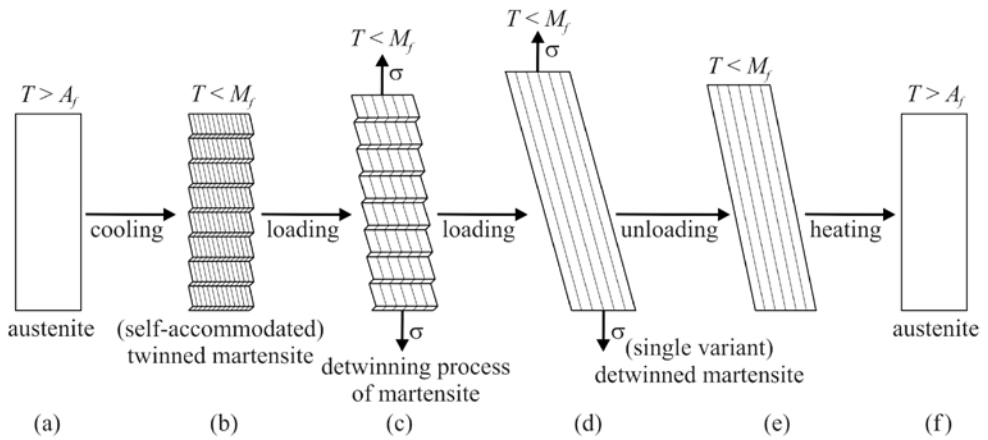 T < M_f
σ
T < M_f
σ
T > A_f
T < M_f
T < M_f
T > A_f
cooling
loading
loading
unloading
heating
austenite
(self-accommodated)
twinned martensite
σ
detwinning process
of martensite
σ
(single variant)
detwinned martensite
austenite
(a)
(b)
(c)
(d)
(e)
(f)